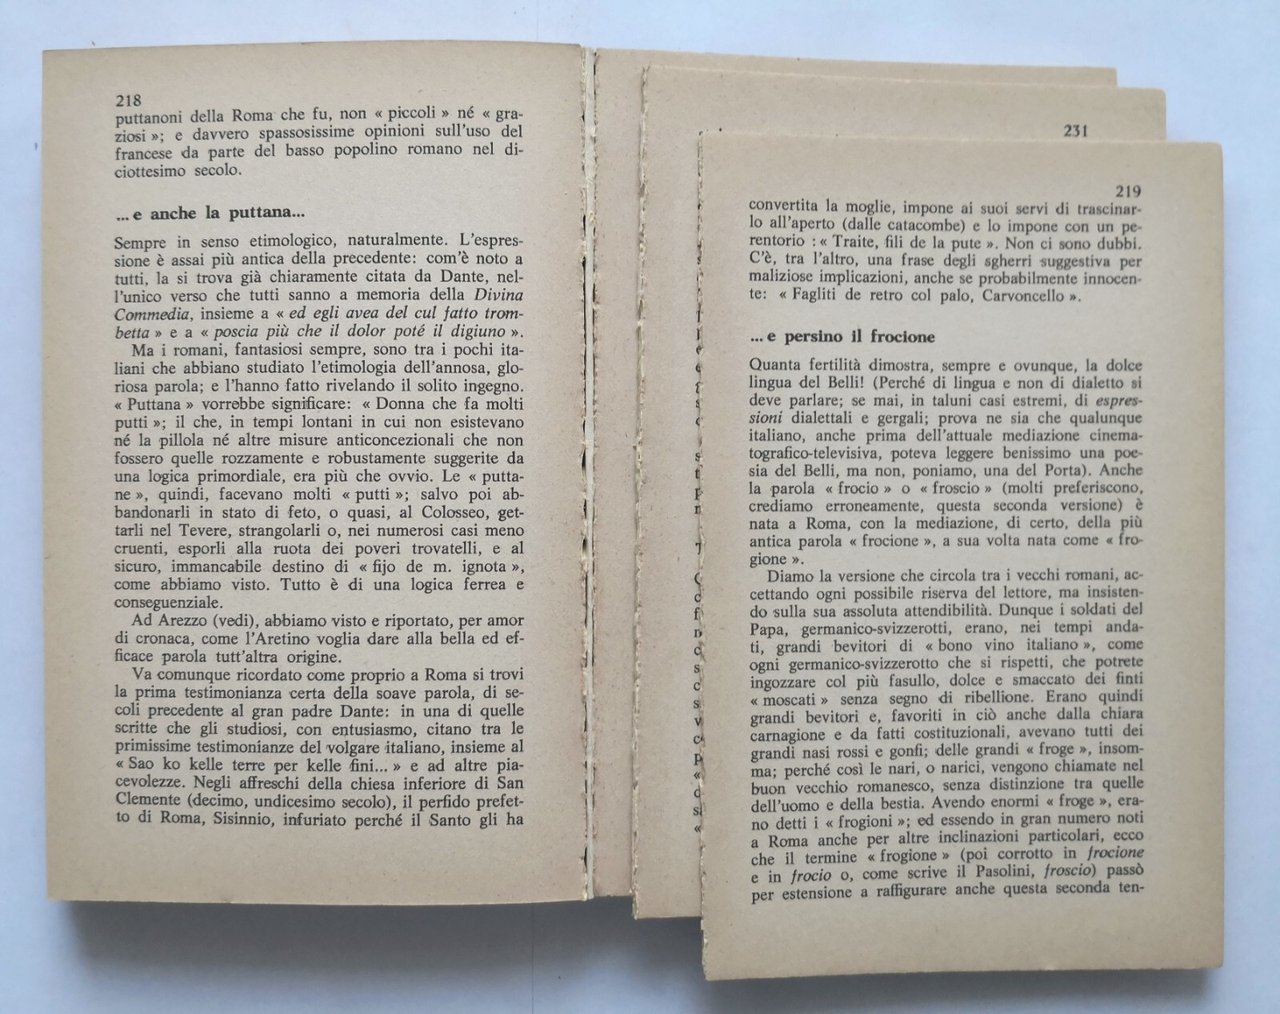 218
puttanoni della Roma che fu, non « piccoli » né « gra-
ziosi »; e davvero spassosissime opinioni sull'uso del
francese da parte del basso popolino romano nel di-
ciottesimo secolo.
... e anche la puttana...
Sempre in senso etimologico, naturalmente. L'espres-
sione è assai più antica della precedente: com'è noto a
tutti, la si trova già chiaramente citata da Dante, nel-
l'unico verso che tutti sanno a memoria della Divina
Commedia, insieme a « ed egli avea del cul fatto trom-
betta » e a « poscia più che il dolor poté il digiuno ».
Ma i romani, fantasiosi sempre, sono tra i pochi ita-
liani che abbiano studiato l'etimologia dell'annosa, glo-
riosa parola; e l'hanno fatto rivelando il solito ingegno.
« Puttana » vorrebbe significare: « Donna che fa molti
putti »; il che, in tempi lontani in cui non esistevano
né la pillola né altre misure anticoncezionali che non
fossero quelle rozzamente e robustamente suggerite da
una logica primordiale, era più che ovvio. Le « putta-
ne », quindi, facevano molti « putti »; salvo poi ab-
bandonarli in stato di feto, o quasi, al Colosseo, get-
tarli nel Tevere, strangolarli o, nei numerosi casi meno
cruenti, esporli alla ruota dei poveri trovatelli, e al
sicuro, immancabile destino di « fijo de m. ignota »,
come abbiamo visto. Tutto è di una logica ferrea e
conseguenziale.
Ad Arezzo (vedi), abbiamo visto e riportato, per amor
di cronaca, come l'Aretino voglia dare alla bella ed ef-
ficace parola tutt'altra origine.
Va comunque ricordato come proprio a Roma si trovi
la prima testimonianza certa della soave parola, di se-
coli precedente al gran padre Dante: in una di quelle
scritte che gli studiosi, con entusiasmo, citano tra le
primissime testimonianze del volgare italiano, insieme al
« Sao ko kelle terre per kelle fini... » e ad altre pia-
cevolezze. Negli affreschi della chiesa inferiore di San
Clemente (decimo, undicesimo secolo), il perfido prefet-
to di Roma, Sisinnio, infuriato perché il Santo gli ha
231
219
convertita la moglie, impone ai suoi servi di trascinar-
lo all'aperto (dalle catacombe) e lo impone con un pe-
rentorio : « Traite, fili de la pute ». Non ci sono dubbi.
C'è, tra l'altro, una frase degli sgherri suggestiva per
maliziose implicazioni, anche se probabilmente innocen-
te: « Fagliti de retro col palo, Carvoncello ».
... e persino il frocione
Quanta fertilità dimostra, sempre e ovunque, la dolce
lingua del Belli! (Perché di lingua e non di dialetto si
deve parlare; se mai, in taluni casi estremi, di espres-
sioni dialettali e gergali; prova ne sia che qualunque
italiano, anche prima dell'attuale mediazione cinema-
tografico-televisiva, poteva leggere benissimo una poe-
sia del Belli, ma non, poniamo, una del Porta). Anche
la parola « frocio » o « froscio » (molti preferiscono,
crediamo erroneamente, questa seconda versione) è
nata a Roma, con la mediazione, di certo, della più
antica parola « frocione », a sua volta nata come « fro-
gione ».
Diamo la versione che circola tra i vecchi romani, ac-
cettando ogni possibile riserva del lettore, ma insisten-
do sulla sua assoluta attendibilità. Dunque i soldati del
Papa, germanico-svizzerotti, erano, nei tempi anda-
ti, grandi bevitori di « bono vino italiano », come
ogni germanico-svizzerotto che si rispetti, che potrete
ingozzare col più fasullo, dolce e smaccato dei finti
« moscati » senza segno di ribellione. Erano quindi
grandi bevitori e, favoriti in ciò anche dalla chiara
carnagione e da fatti costituzionali, avevano tutti dei
grandi nasi rossi e gonfi; delle grandi « froge », insom-
ma; perché così le nari, o narici, vengono chiamate nel
buon vecchio romanesco, senza distinzione tra quelle
dell'uomo e della bestia. Avendo enormi « froge », era-
no detti i « frogioni »; ed essendo in gran numero noti
a Roma anche per altre inclinazioni particolari, ecco
che il termine « frogione » (poi corrotto in frocione
e in frocio o, come scrive il Pasolini, froscio) passò
per estensione a raffigurare anche questa seconda ten-